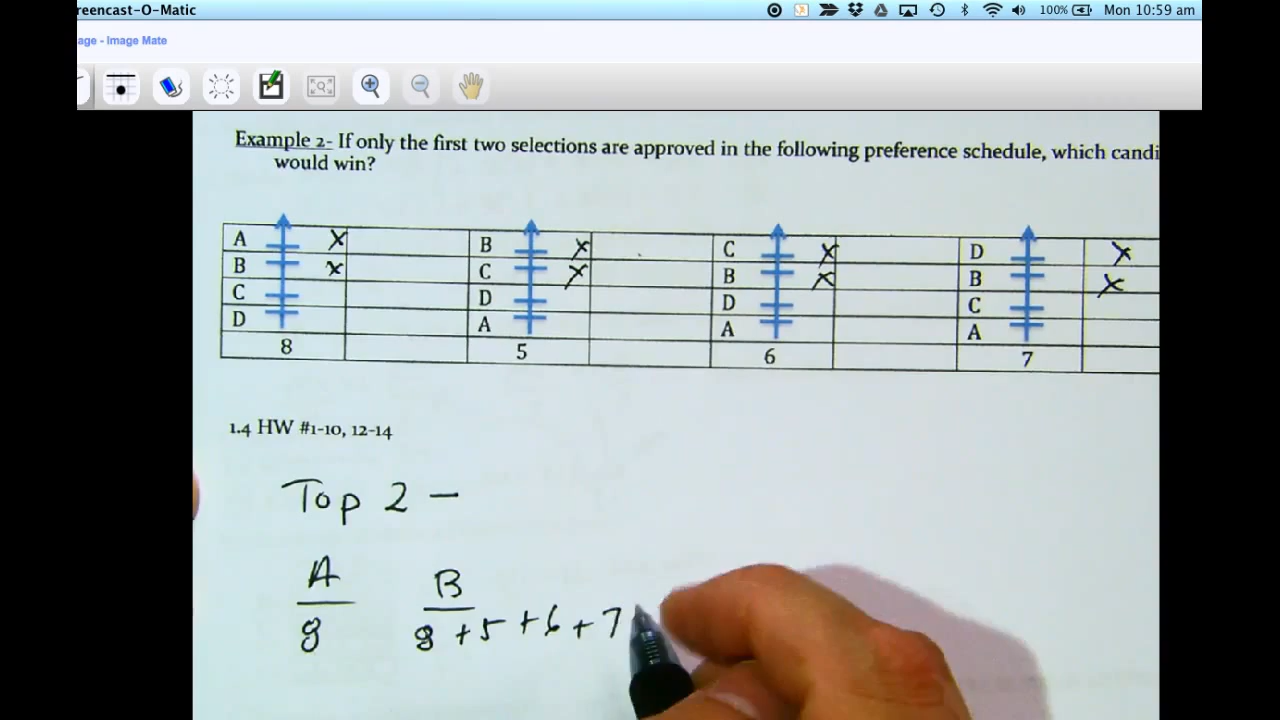 reencast-O-Matic 100% Mon 10:59 am
age - Image Mate
Example 2- If only the first two selections are approved in the following preference schedule, which candi
would win?
A x B x C x D x
B x C x B x B x
C D D C
D A A A
8 5 6 7
1.4 HW #1-10, 12-14
Top 2 -
A B
8 8 + 5 + 6 + 7